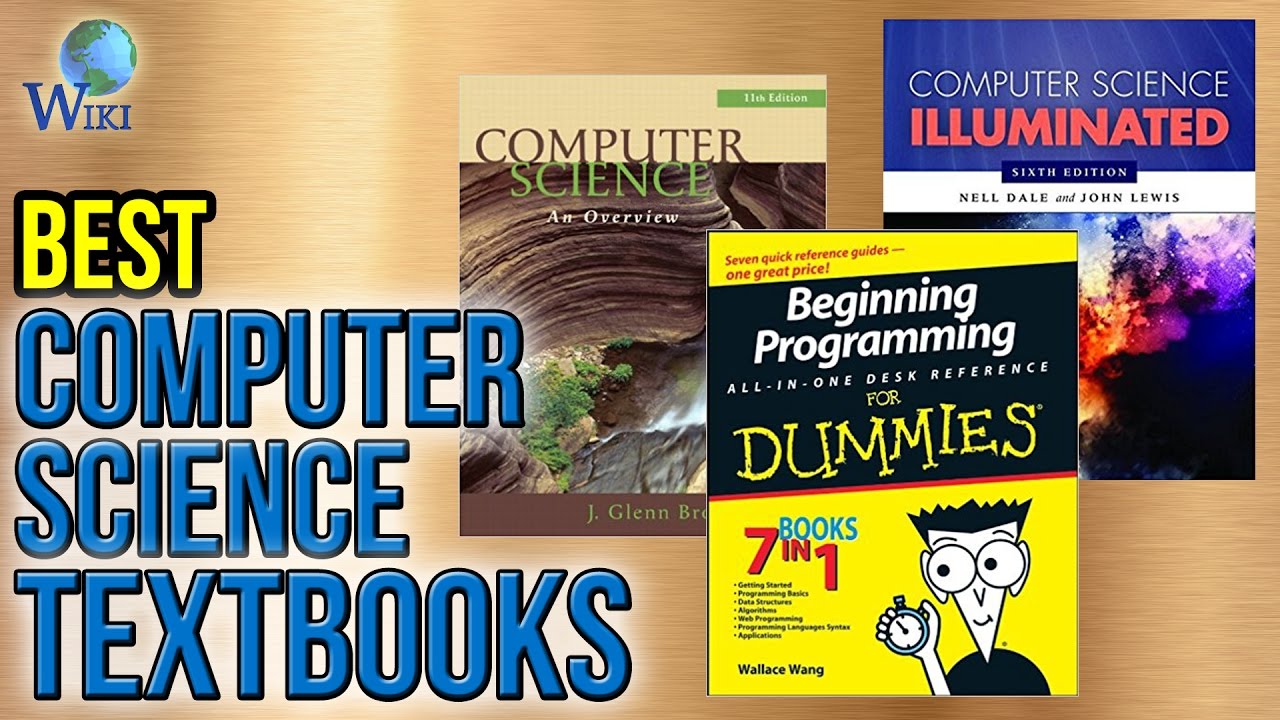 WIKI
BEST
COMPUTER
SCIENCE
TEXTBOOKS
11th Edition
COMPUTER
SCIENCE
An Overview
J. Glenn
COMPUTER SCIENCE
ILLUMINATED
SIXTH EDITION
NELL DALE and JOHN LEWIS
Seven quick reference guides —
one great price!
Beginning
Programming
ALL-IN-ONE DESK REFERENCE
FOR
DUMMIES®
7 BOOKS
IN 1
• Getting Started
• Programming Basics
• Data Structures
• Algorithms
• Web Programming
• Programming Languages Syntax
• Applications
Wallace Wang